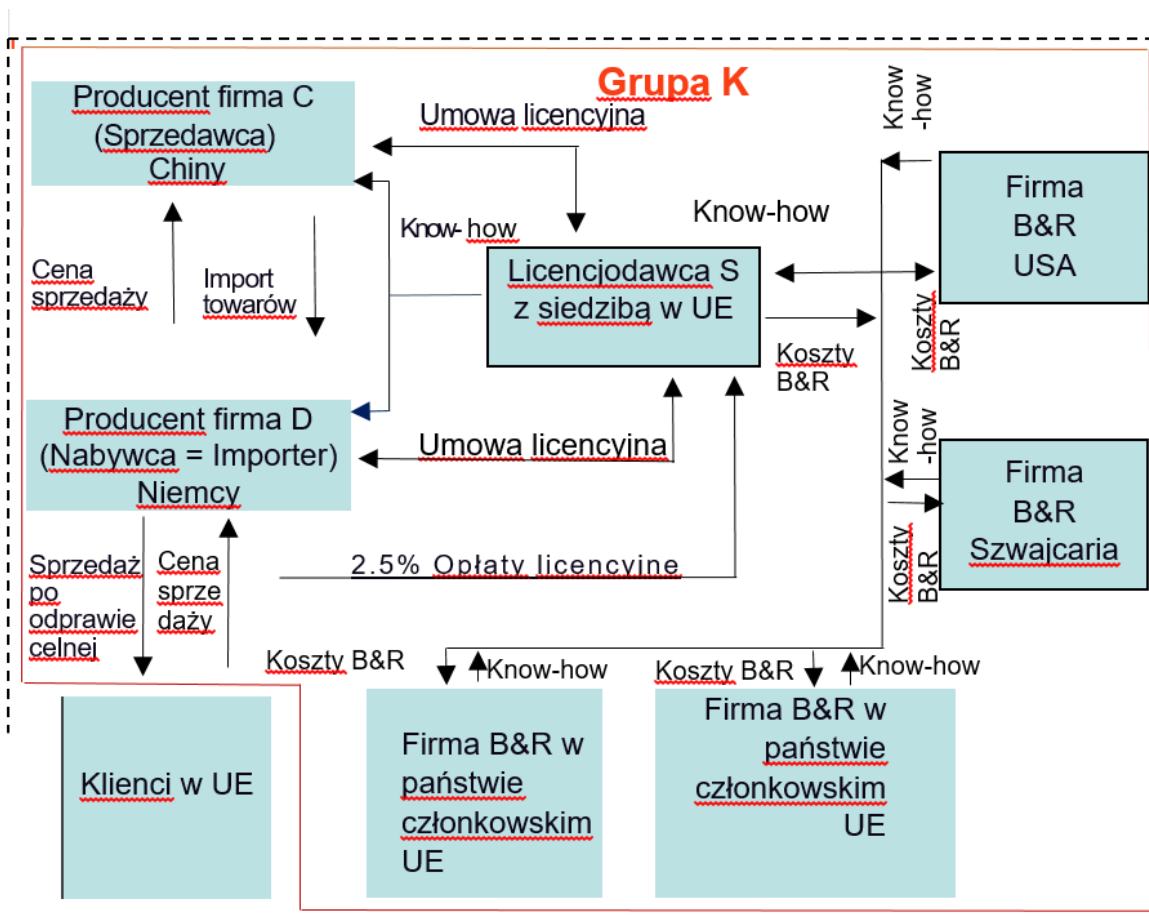 Grupa K
Producent firma C
(Sprzedawca)
Chiny
Umowa licencyjna
Know
-how
Firma
B&R
USA
Know- how
Know-how
Cena
sprzedaży
Import
towarów
Licencjodawca S
z siedzibą w UE
Koszty
B&R
Koszty
B&R
Producent firma D
(Nabywca = Importer)
Niemcy
Umowa licencyjna
Know
-how
Firma
B&R
Szwajcaria
Koszty
B&R
Sprzedaż
po
odprawie
celnej
Cena
sprze
daży
2.5% Opłaty licencyjne
Koszty B&R
Know-how
Koszty B&R
Know-how
Klienci w UE
Firma B&R w
państwie
członkowskim
UE
Firma B&R w
państwie
członkowskim
UE